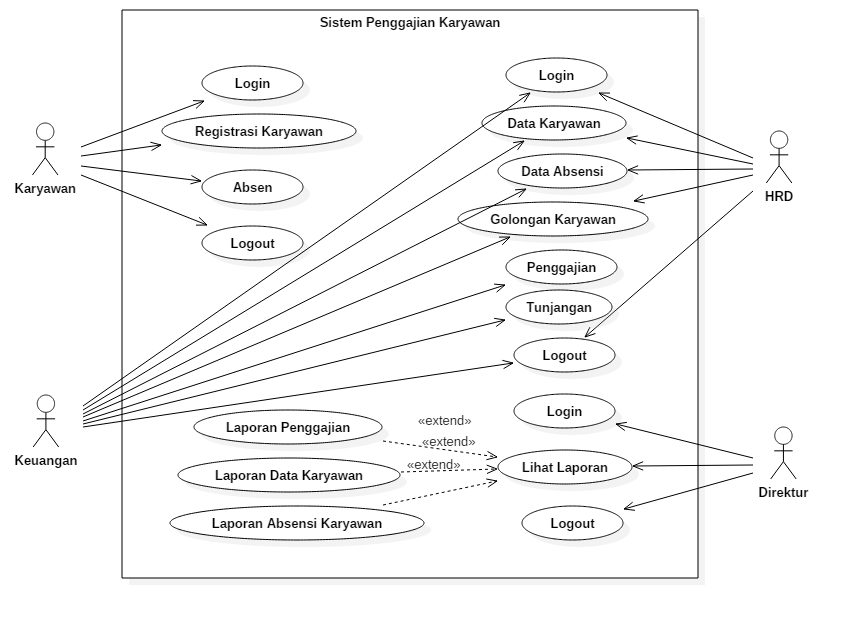 Sistem Penggajian Karyawan
Login
Registrasi Karyawan
Absen
Logout
Karyawan
Login
Data Karyawan
Data Absensi
Golongan Karyawan
Penggajian
Tunjangan
Logout
HRD
Keuangan
Laporan Penggajian
Laporan Data Karyawan
Laporan Absensi Karyawan
«extend»
«extend»
«extend»
Login
Lihat Laporan
Logout
Direktur